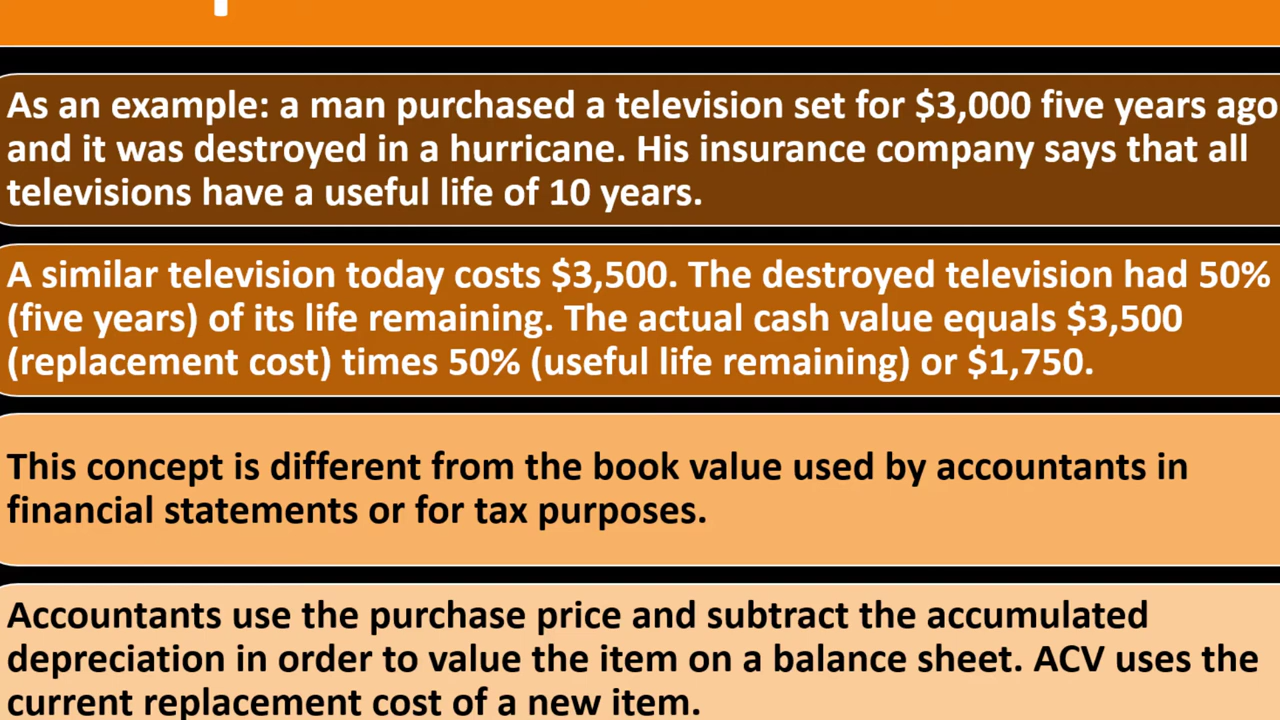 As an example: a man purchased a television set for $3,000 five years ago
and it was destroyed in a hurricane. His insurance company says that all
televisions have a useful life of 10 years.
A similar television today costs $3,500. The destroyed television had 50%
(five years) of its life remaining. The actual cash value equals $3,500
(replacement cost) times 50% (useful life remaining) or $1,750.
This concept is different from the book value used by accountants in
financial statements or for tax purposes.
Accountants use the purchase price and subtract the accumulated
depreciation in order to value the item on a balance sheet. ACV uses the
current replacement cost of a new item.